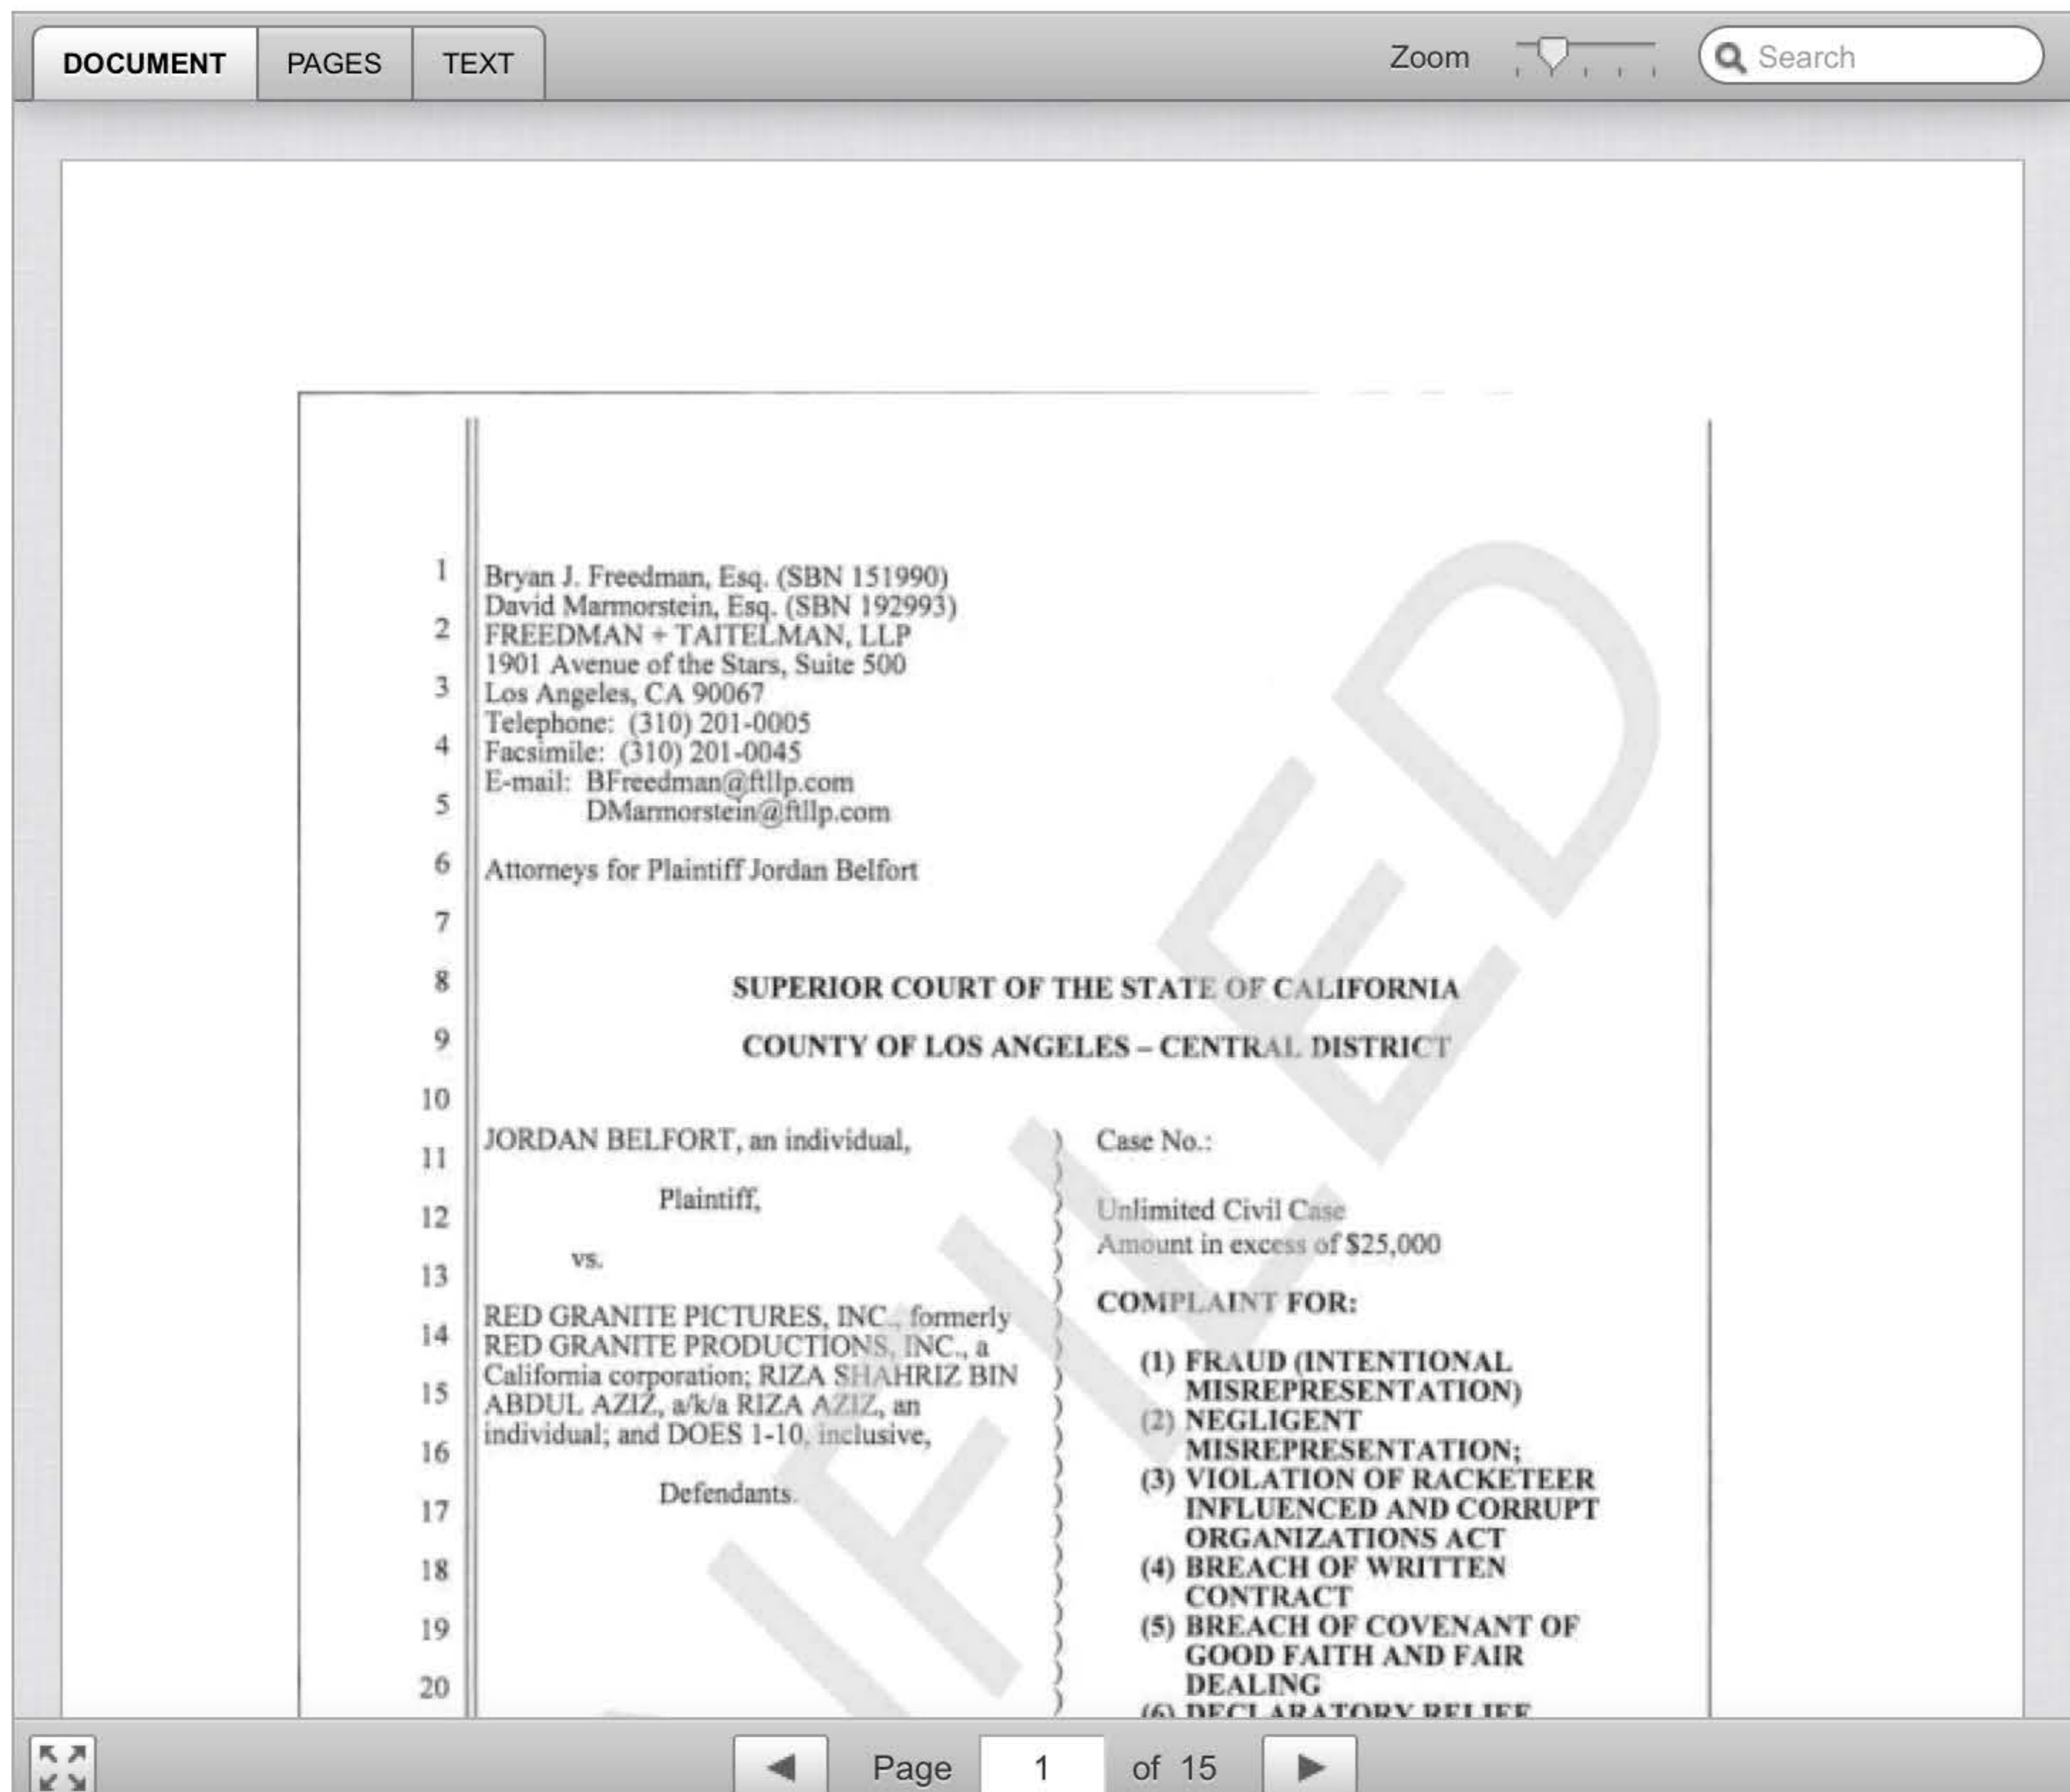 DOCUMENT PAGES TEXT Zoom Search
1 Bryan J. Freedman, Esq. (SBN 151990)
David Marmorstein, Esq. (SBN 192993)
2 FREEDMAN + TAITELMAN, LLP
1901 Avenue of the Stars, Suite 500
3 Los Angeles, CA 90067
Telephone: (310) 201-0005
4 Facsimile: (310) 201-0045
E-mail: BFreedman@ftllp.com
5 DMarmorstein@ftllp.com
6 Attorneys for Plaintiff Jordan Belfort
7
8 SUPERIOR COURT OF THE STATE OF CALIFORNIA
9 COUNTY OF LOS ANGELES – CENTRAL DISTRICT
10
11 JORDAN BELFORT, an individual,
Plaintiff,
12
vs.
13
RED GRANITE PICTURES, INC., formerly
14 RED GRANITE PRODUCTIONS, INC., a
California corporation; RIZA SHAHRIZ BIN
15 ABDUL AZIZ, a/k/a RIZA AZIZ, an
individual; and DOES 1-10, inclusive,
16
Defendants.
17
18
19
20
Case No.:
Unlimited Civil Case
Amount in excess of $25,000
COMPLAINT FOR:
(1) FRAUD (INTENTIONAL
MISREPRESENTATION)
(2) NEGLIGENT
MISREPRESENTATION;
(3) VIOLATION OF RACKETEER
INFLUENCED AND CORRUPT
ORGANIZATIONS ACT
(4) BREACH OF WRITTEN
CONTRACT
(5) BREACH OF COVENANT OF
GOOD FAITH AND FAIR
DEALING
(6) DECLARATORY RELIEF
FILED
Page 1 of 15